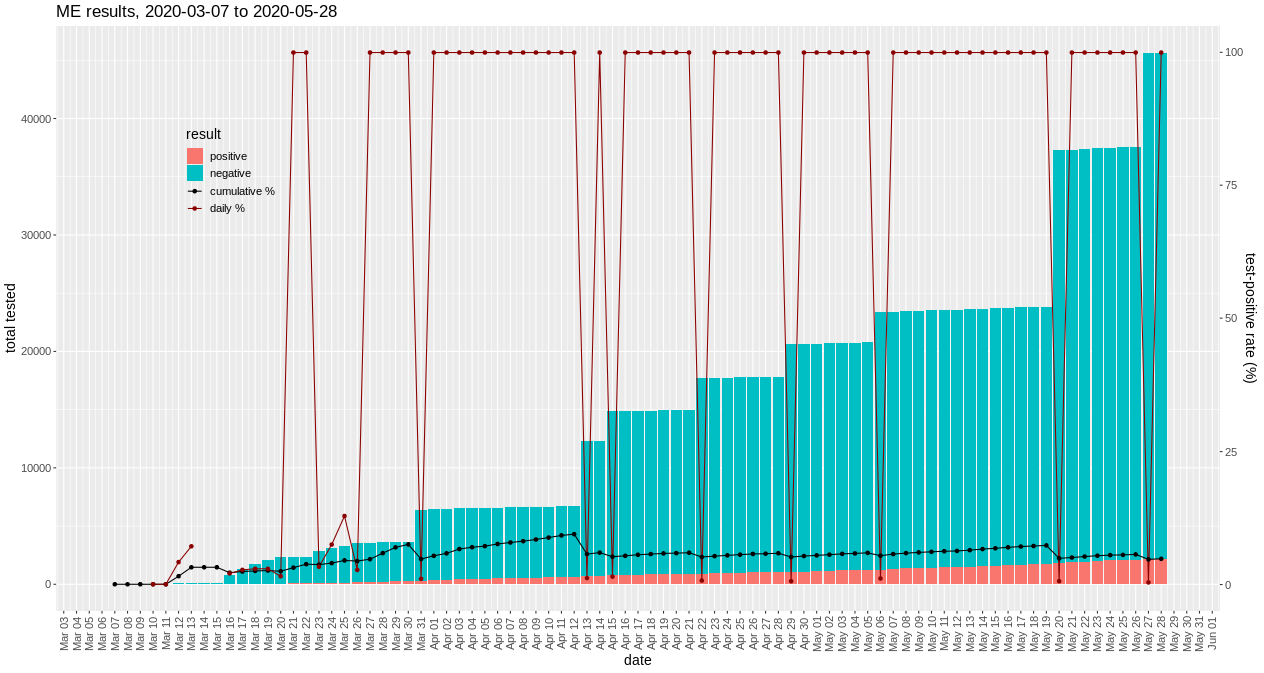 ME results, 2020-03-07 to 2020-05-28
total tested
40000
30000
20000
10000
0
result
positive
negative
cumulative %
daily %
100
75
50
25
0
test-positive rate (%)
Mar 03
Mar 04
Mar 05
Mar 06
Mar 07
Mar 08
Mar 09
Mar 10
Mar 11
Mar 12
Mar 13
Mar 14
Mar 15
Mar 16
Mar 17
Mar 18
Mar 19
Mar 20
Mar 21
Mar 22
Mar 23
Mar 24
Mar 25
Mar 26
Mar 27
Mar 28
Mar 29
Mar 30
Mar 31
Apr 01
Apr 02
Apr 03
Apr 04
Apr 05
Apr 06
Apr 07
Apr 08
Apr 09
Apr 10
Apr 11
Apr 12
Apr 13
Apr 14
Apr 15
Apr 16
Apr 17
Apr 18
Apr 19
Apr 20
Apr 21
Apr 22
Apr 23
Apr 24
Apr 25
Apr 26
Apr 27
Apr 28
Apr 29
Apr 30
May 01
May 02
May 03
May 04
May 05
May 06
May 07
May 08
May 09
May 10
May 11
May 12
May 13
May 14
May 15
May 16
May 17
May 18
May 19
May 20
May 21
May 22
May 23
May 24
May 25
May 26
May 27
May 28
May 29
May 30
May 31
Jun 01
date